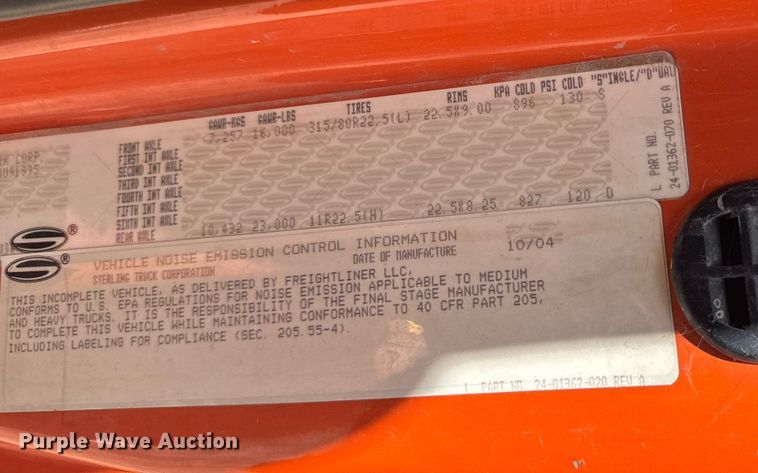 GAWR-KGS GAWR-LBS TIRES RIMS KPA COLD PSI COLD "S"INGLE/"D"UAL
FRONT AXLE 7,257 16,000 315/80R22.5(L) 22.5X9.00 896 130 S
FIRST INT AXLE
SECOND INT AXLE
THIRD INT AXLE
FOURTH INT AXLE
FIFTH INT AXLE
SIXTH INT AXLE
REAR AXLE 10,432 23,000 11R22.5(H) 22.5X8.25 827 120 D
CORP.
L PART NO.
24-01362-070 REV A
S®
S®
VEHICLE NOISE EMISSION CONTROL INFORMATION
STERLING TRUCK CORPORATION DATE OF MANUFACTURE 10/04
THIS INCOMPLETE VEHICLE, AS DELIVERED BY FREIGHTLINER LLC,
CONFORMS TO U.S. EPA REGULATIONS FOR NOISE EMISSION APPLICABLE TO MEDIUM
AND HEAVY TRUCKS. IT IS THE RESPONSIBILITY OF THE FINAL STAGE MANUFACTURER
TO COMPLETE THIS VEHICLE WHILE MAINTAINING CONFORMANCE TO 40 CFR PART 205,
INCLUDING LABELING FOR COMPLIANCE (SEC. 205.55-4).
L PART NO. 24-01362-020 REV A
Purple Wave Auction